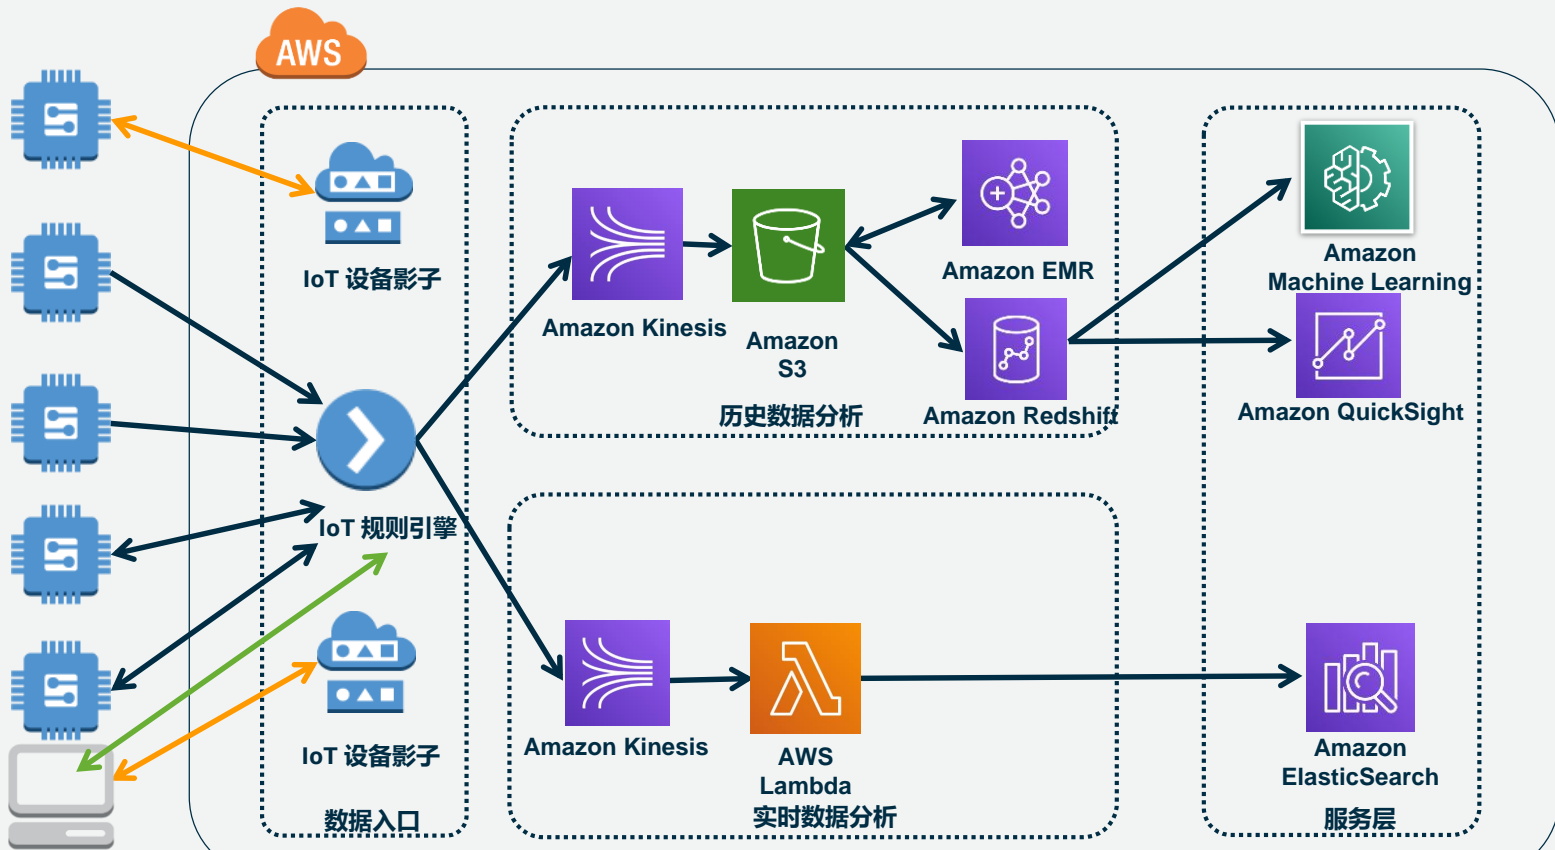 AWS
IoT 设备影子
IoT 规则引擎
IoT 设备影子
数据入口
Amazon Kinesis
Amazon
S3
Amazon EMR
Amazon Redshift
历史数据分析
Amazon Kinesis
AWS
Lambda
实时数据分析
Amazon
Machine Learning
Amazon QuickSight
Amazon
ElasticSearch
服务层